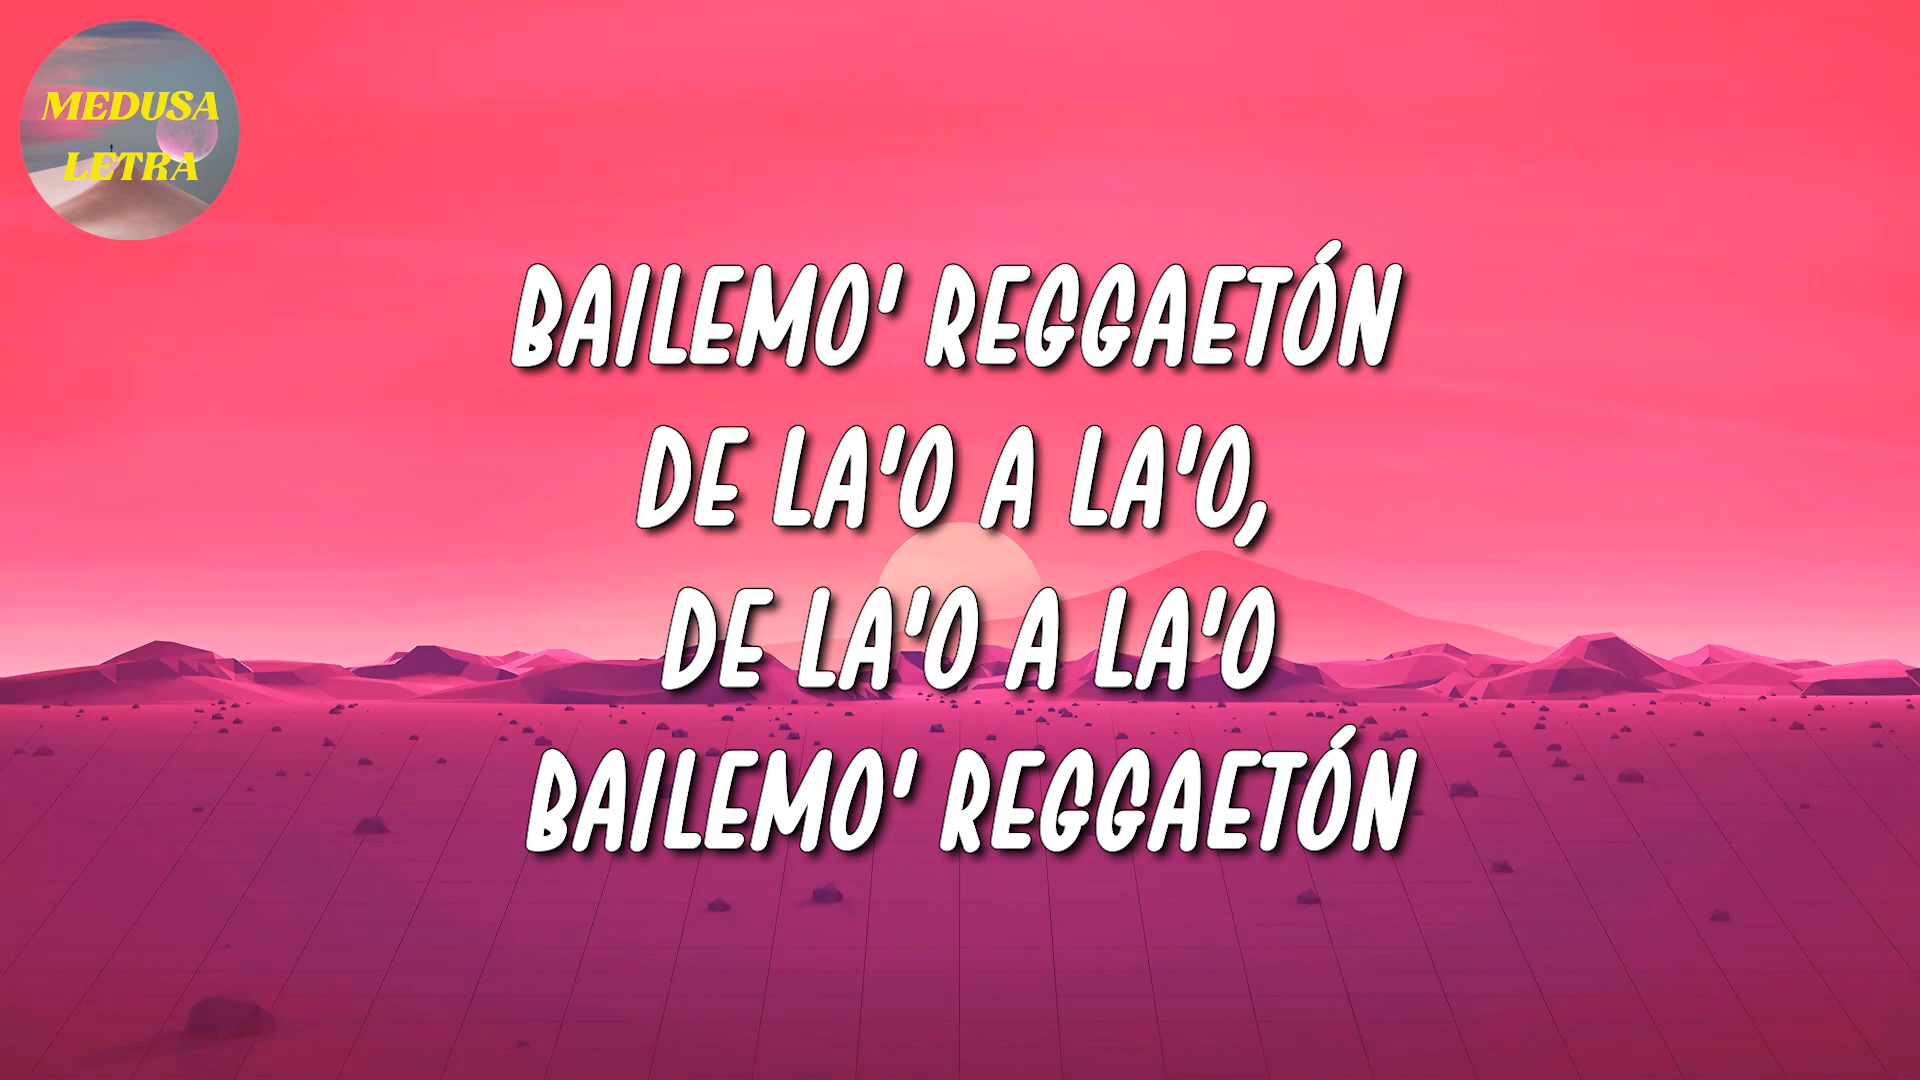 MEDUSA
LETRA
BAILEMO' REGGAETÓN
DE LA'O A LA'O,
DE LA'O A LA'O
BAILEMO' REGGAETÓN